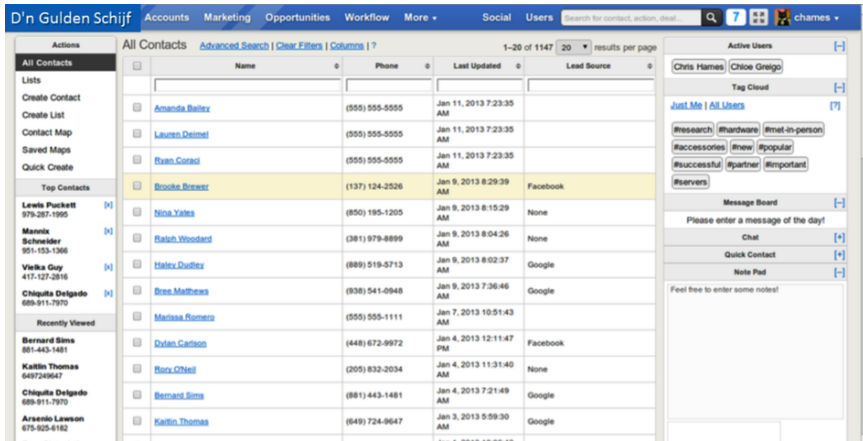 D'n Gulden Schijf Accounts Marketing Opportunities Workflow More Social Users Search for contact, action, deal... 7 chames
Actions
All Contacts
Lists
Create Contact
Create List
Contact Map
Saved Maps
Quick Create
Top Contacts
Lewis Puckett [x]
979-287-1995
Mannix [x]
Schneider
951-153-1366
Vielka Guy [x]
417-127-2816
Chiquita Delgado [x]
689-911-7970
Recently Viewed
Bernard Sims
881-443-1481
Kaitlin Thomas
6497249647
Chiquita Delgado
689-911-7970
Arsenio Lawson
675-925-6182
All Contacts Advanced Search | Clear Filters | Columns | ? 1–20 of 1147 20 results per page
Name Phone Last Updated Lead Source
Amanda Bailey (555) 555-5555 Jan 11, 2013 7:23:35 AM
Lauren Deimel (555) 555-5555 Jan 11, 2013 7:23:35 AM
Ryan Coraci (555) 555-5555 Jan 11, 2013 7:23:35 AM
Brooke Brewer (137) 124-2526 Jan 9, 2013 8:29:39 AM Facebook
Nina Yates (850) 195-1205 Jan 9, 2013 8:15:29 AM None
Ralph Woodard (381) 979-8899 Jan 9, 2013 8:04:26 AM None
Haley Dudley (889) 519-5713 Jan 9, 2013 8:02:37 AM Google
Bree Matthews (938) 541-0948 Jan 9, 2013 7:36:46 AM Google
Marissa Romero (555) 555-1111 Jan 7, 2013 10:51:43 AM
Dylan Carlson (448) 672-9972 Jan 4, 2013 12:11:47 PM Facebook
Rory O'Neil (205) 832-2034 Jan 4, 2013 11:31:40 AM None
Bernard Sims (881) 443-1481 Jan 4, 2013 7:21:49 AM Google
Kaitlin Thomas (649) 724-9647 Jan 3, 2013 5:59:30 AM Google
Active Users [–]
Chris Hames Chloe Greigo
Tag Cloud [–]
Just Me | All Users [?]
#research #hardware #met-in-person
#accessories #new #popular
#successful #partner #important
#servers
Message Board [–]
Please enter a message of the day!
Chat [+]
Quick Contact [+]
Note Pad [–]
Feel free to enter some notes!